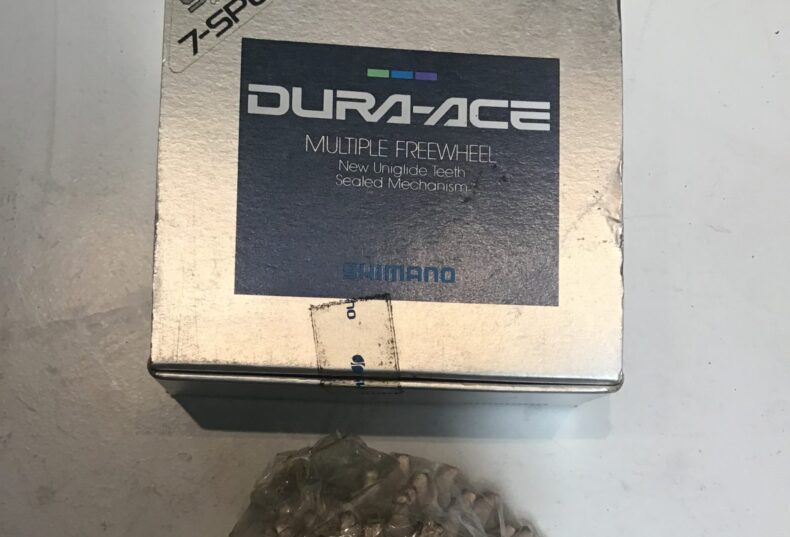 7-SP
DURA-ACE
MULTIPLE FREEWHEEL
New Uniglide Teeth
Sealed Mechanism
SHIMANO